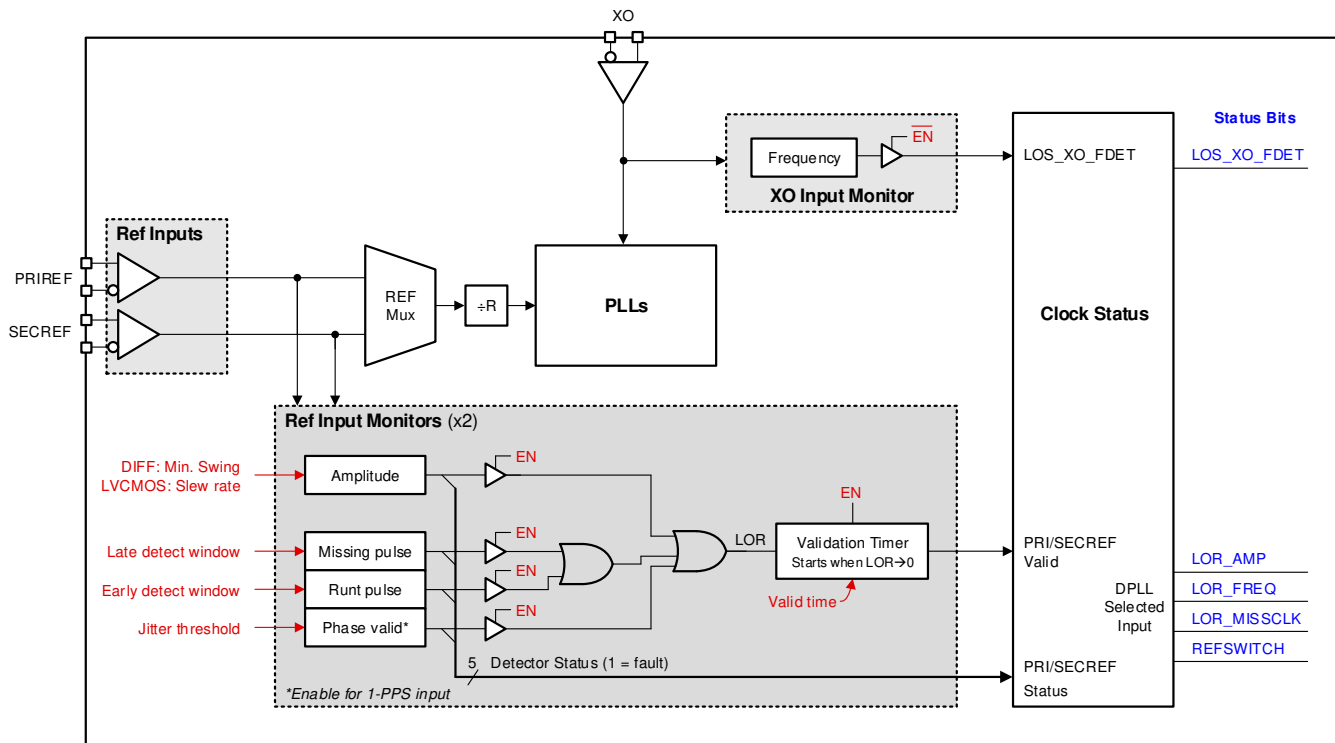 XO
Status Bits
EN
Frequency
LOS_XO_FDET
LOS_XO_FDET
XO Input Monitor
Ref Inputs
PRIREF
SECREF
REF
Mux
÷R
PLLs
Clock Status
Ref Input Monitors (x2)
DIFF: Min. Swing
LVCMOS: Slew rate
Amplitude
EN
EN
Late detect window
Missing pulse
EN
LOR
Validation Timer
Starts when LOR→0
PRI/SECREF
Valid
Early detect window
Runt pulse
EN
Valid time
Jitter threshold
Phase valid*
EN
DPLL
Selected
Input
LOR_AMP
LOR_FREQ
LOR_MISSCLK
REFSWITCH
5 Detector Status (1 = fault)
PRI/SECREF
Status
*Enable for 1-PPS input